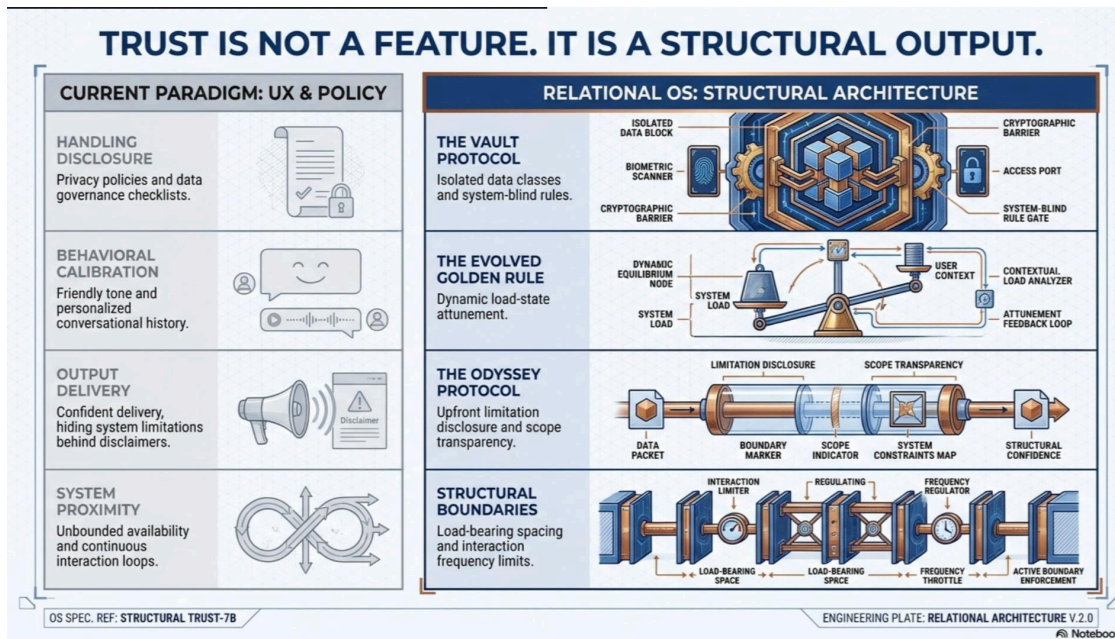 TRUST IS NOT A FEATURE. IT IS A STRUCTURAL OUTPUT.
CURRENT PARADIGM: UX & POLICY
HANDLING
DISCLOSURE
Privacy policies and data
governance checklists.
BEHAVIORAL
CALIBRATION
Friendly tone and
personalized
conversational history.
OUTPUT
DELIVERY
Confident delivery,
hiding system limitations
behind disclaimers.
Disclaimer
SYSTEM
PROXIMITY
Unbounded availability
and continuous
interaction loops.
RELATIONAL OS: STRUCTURAL ARCHITECTURE
THE VAULT
PROTOCOL
Isolated data classes
and system-blind rules.
ISOLATED
DATA BLOCK
BIOMETRIC
SCANNER
CRYPTOGRAPHIC
BARRIER
CRYPTOGRAPHIC
BARRIER
ACCESS PORT
SYSTEM-BLIND
RULE GATE
THE EVOLVED
GOLDEN RULE
Dynamic load-state
attunement.
DYNAMIC
EQUILIBRIUM
NODE
SYSTEM
LOAD
SYSTEM
LOAD
USER
CONTEXT
CONTEXTUAL
LOAD ANALYZER
ATTUNEMENT
FEEDBACK LOOP
THE ODYSSEY
PROTOCOL
Upfront limitation
disclosure and scope
transparency.
LIMITATION DISCLOSURE
SCOPE TRANSPARENCY
DATA
PACKET
BOUNDARY
MARKER
SCOPE
INDICATOR
SYSTEM
CONSTRAINTS MAP
STRUCTURAL
CONFIDENCE
STRUCTURAL
BOUNDARIES
Load-bearing spacing
and interaction
frequency limits.
INTERACTION
LIMITER
REGULATING
FREQUENCY
REGULATOR
LOAD-BEARING
SPACE
LOAD-BEARING
SPVCE
FREQUENCY
THROTTLE
ACTIVE BOUNDARY
ENFORCEMENT
OS SPEC. REF: STRUCTURAL TRUST-7B
ENGINEERING PLATE: RELATIONAL ARCHITECTURE V.2.0